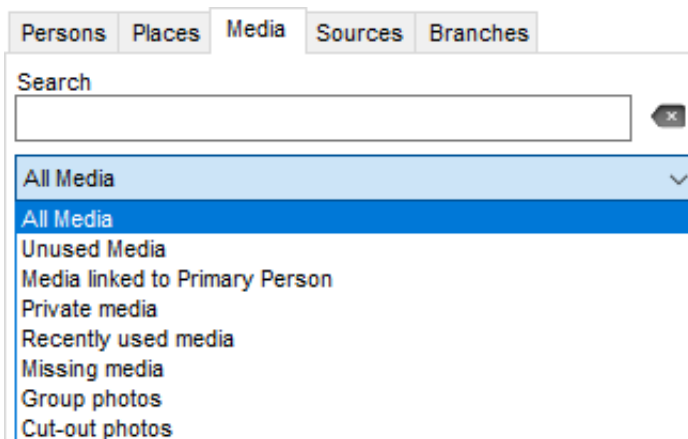 Persons Places Media Sources Branches
Search
All Media
All Media
Unused Media
Media linked to Primary Person
Private media
Recently used media
Missing media
Group photos
Cut-out photos